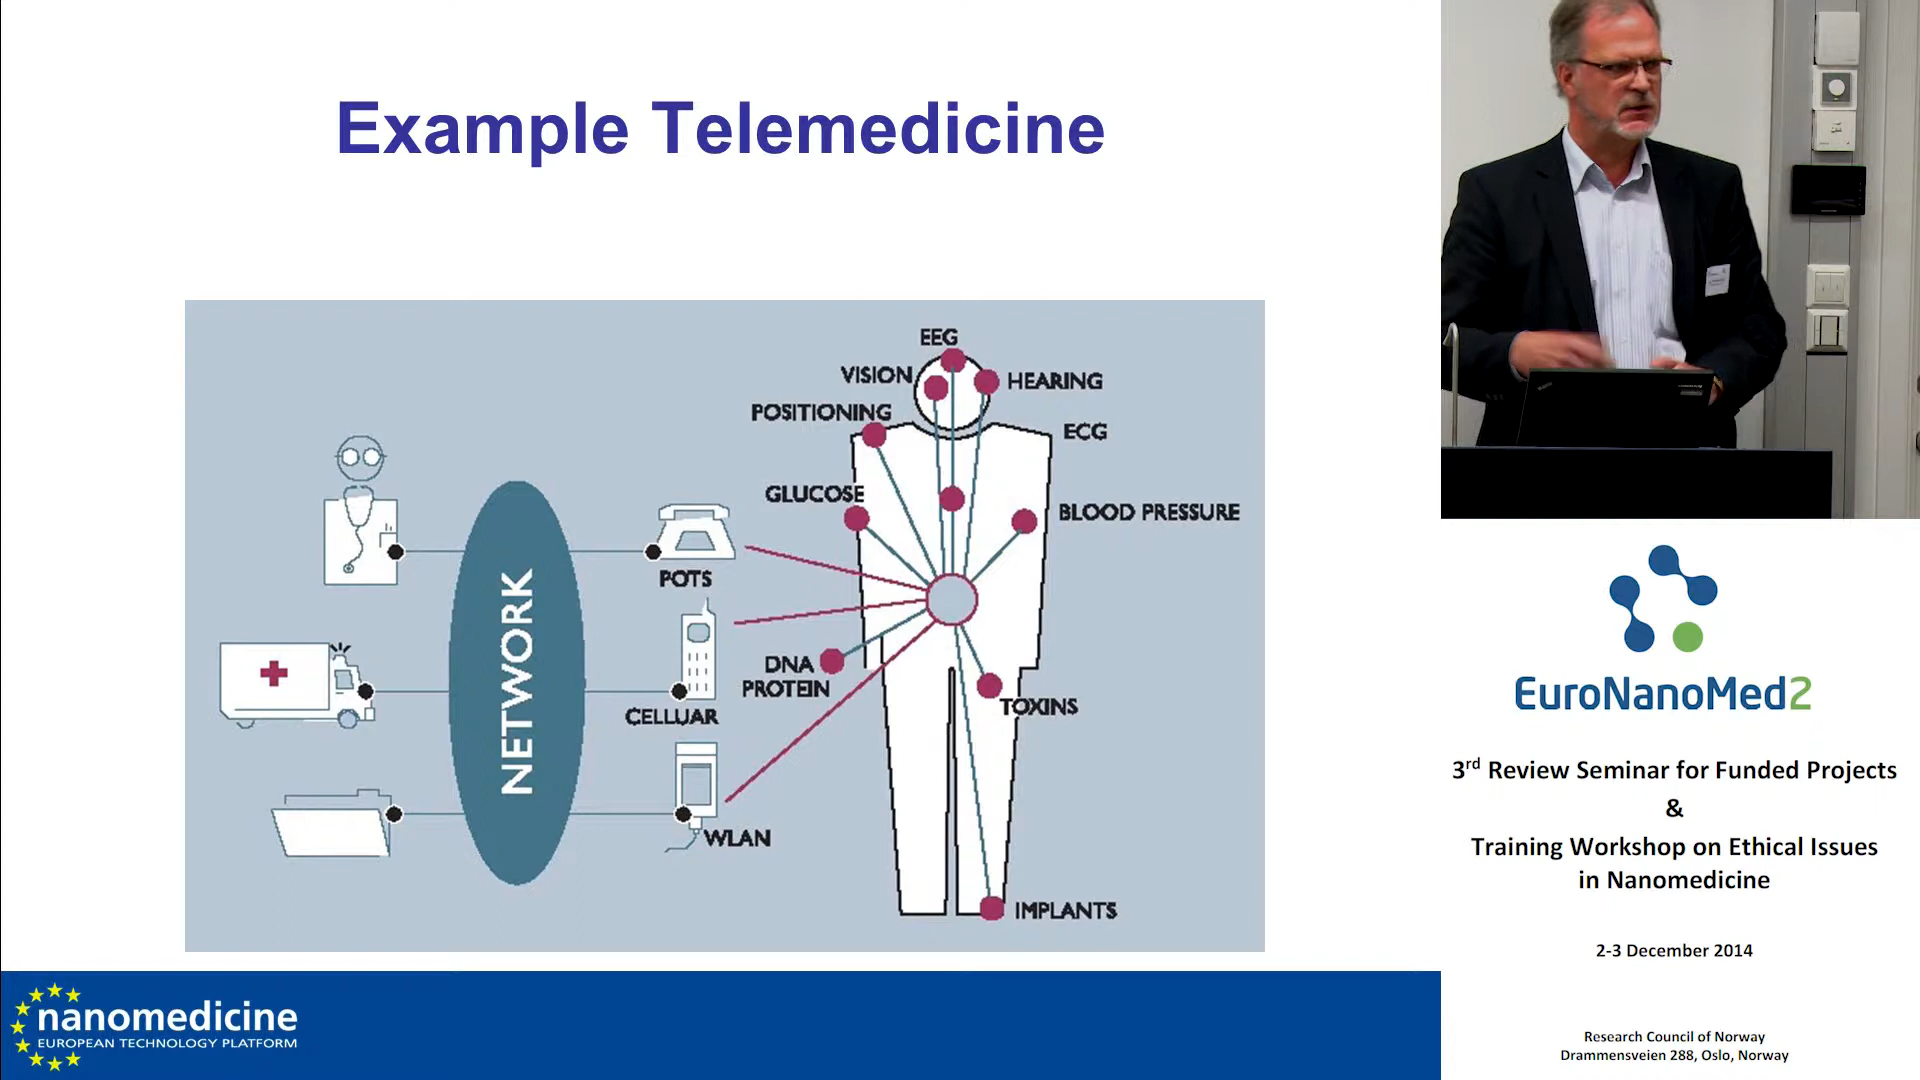 Example Telemedicine
EEG
VISION
HEARING
POSITIONING
ECG
GLUCOSE
BLOOD PRESSURE
POTS
NETWORK
DNA
PROTEIN
CELLUAR
TOXINS
WLAN
IMPLANTS
nanomedicine
EUROPEAN TECHNOLOGY PLATFORM
EuroNanoMed2
3rd Review Seminar for Funded Projects
&
Training Workshop on Ethical Issues
in Nanomedicine
2-3 December 2014
Research Council of Norway
Drammensveien 288, Oslo, Norway